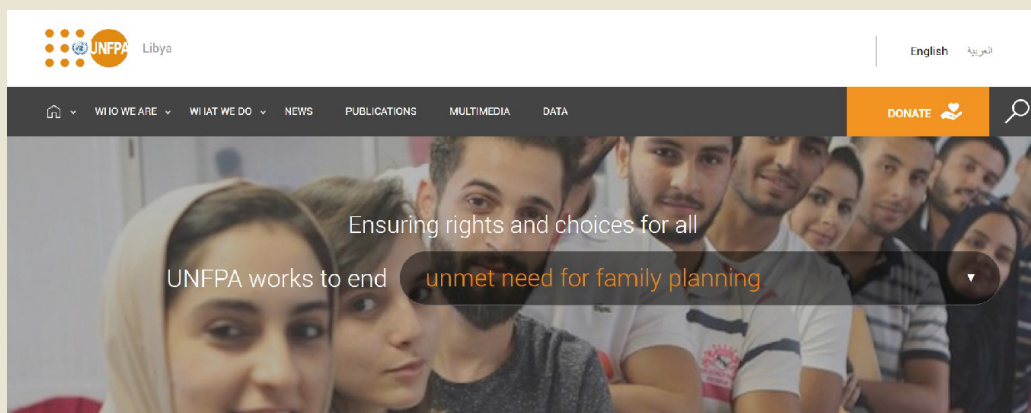 UNFPA
Libya
English
العربية
WHO WE ARE
WHAT WE DO
NEWS
PUBLICATIONS
MULTIMEDIA
DATA
DONATE
Ensuring rights and choices for all
UNFPA works to end unmet need for family planning